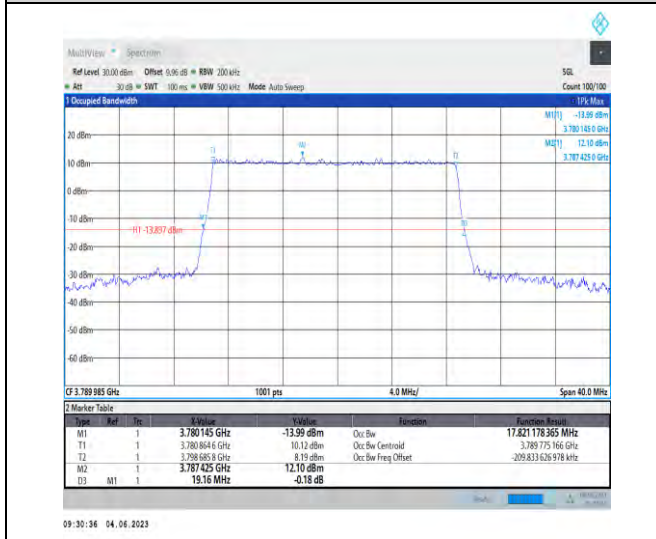 MultiView Spectrum
Ref Level 30.00 dBm Offset 9.96 dB RBW 200 kHz SGL
Att 30 dB SWT 100 ms VBW 500 kHz Mode Auto Sweep Count 100/100
1 Occupied Bandwidth 1Pk Max
M1[1] -13.99 dBm
3.780 145 0 GHz
20 dBm M2[1] 12.10 dBm
3.787 425 0 GHz
T1 M2 T2
10 dBm
0 dBm
-10 dBm
M1 D3
H1 -13.897 dBm
-20 dBm
-30 dBm
-40 dBm
-50 dBm
-60 dBm
CF 3.789 985 GHz 1001 pts 4.0 MHz/ Span 40.0 MHz
2 Marker Table
Type Ref Trc X-Value Y-Value Function Function Result
M1 1 3.780145 GHz -13.99 dBm Occ Bw 17.821 178 365 MHz
T1 1 3.780 864 6 GHz 10.12 dBm Occ Bw Centroid 3.789 775 166 GHz
T2 1 3.798 685 8 GHz 8.19 dBm Occ Bw Freq Offset -209.833 626 978 kHz
M2 1 3.787425 GHz 12.10 dBm
D3 M1 1 19.16 MHz -0.18 dB
09:30:36 04.06.2023